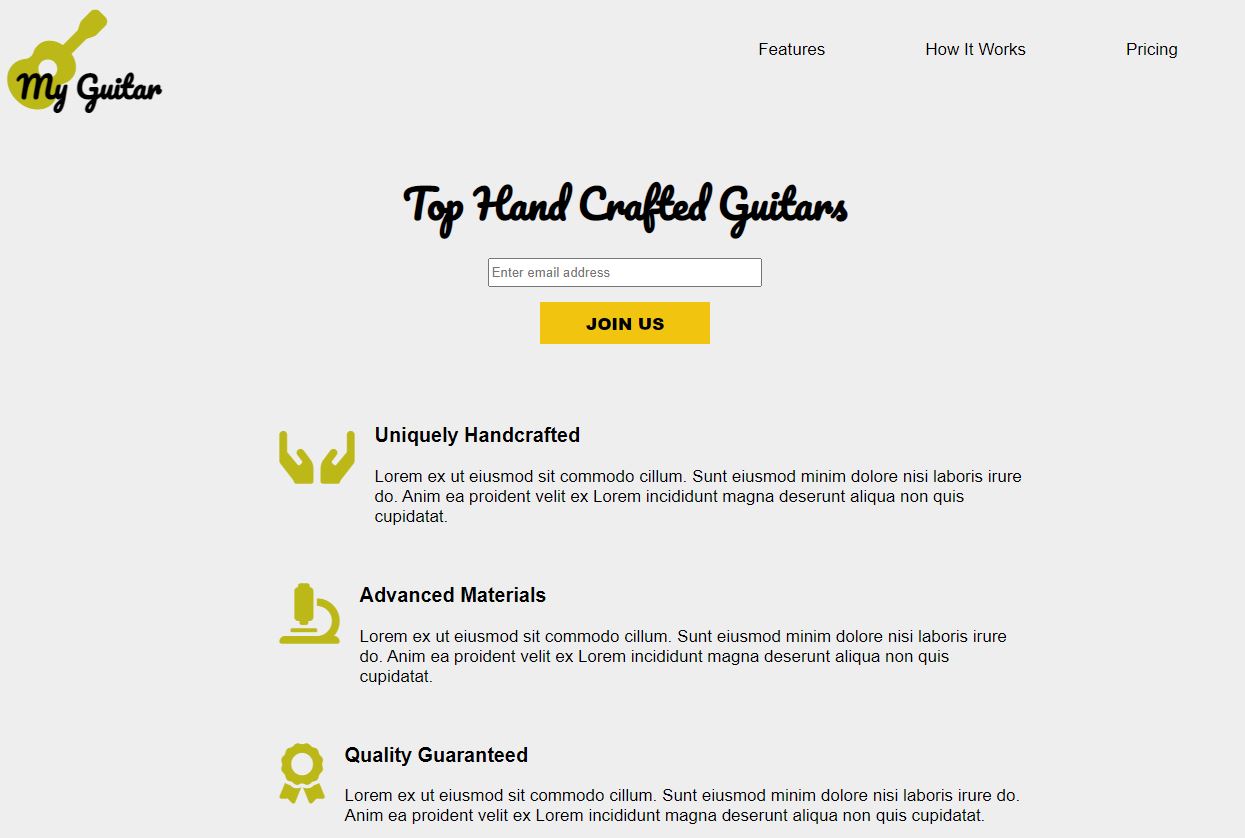 My Guitar
Features
How It Works
Pricing
Top Hand Crafted Guitars
Enter email address
JOIN US
Uniquely Handcrafted
Lorem ex ut eiusmod sit commodo cillum. Sunt eiusmod minim dolore nisi laboris irure
do. Anim ea proident velit ex Lorem incididunt magna deserunt aliqua non quis
cupidatat.
Advanced Materials
Lorem ex ut eiusmod sit commodo cillum. Sunt eiusmod minim dolore nisi laboris irure
do. Anim ea proident velit ex Lorem incididunt magna deserunt aliqua non quis
cupidatat.
Quality Guaranteed
Lorem ex ut eiusmod sit commodo cillum. Sunt eiusmod minim dolore nisi laboris irure do.
Anim ea proident velit ex Lorem incididunt magna deserunt aliqua non quis cupidatat.